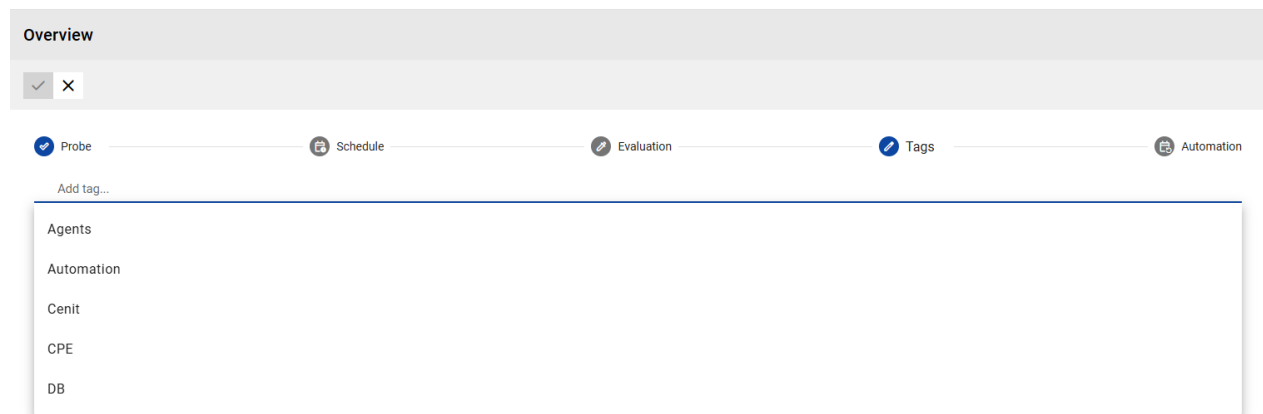 Overview
Probe Schedule Evaluation Tags Automation
Add tag...
Agents
Automation
Cenit
CPE
DB